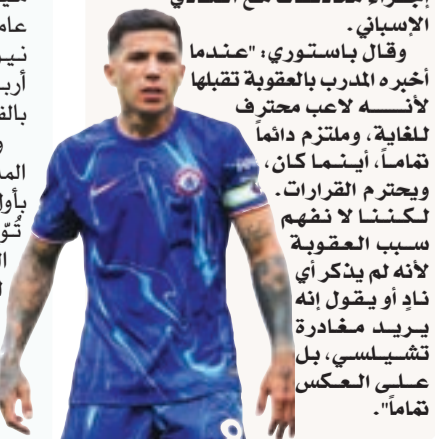 الإسباني.
وقال باستوري: "عندما
أخبره المدرب بالعقوبة تقبلها
لأنــــه لاعب محترف
للغاية، وملتزم دائماً
تماماً، أينما كان،
ويحترم القرارات.
لكننا لا نفهم
سبب العقوبة
لأنه لم يذكر أي
نادٍ أو يقول إنه
يريد مغادرة
تشيلسي، بل
على العكس
تماماً".